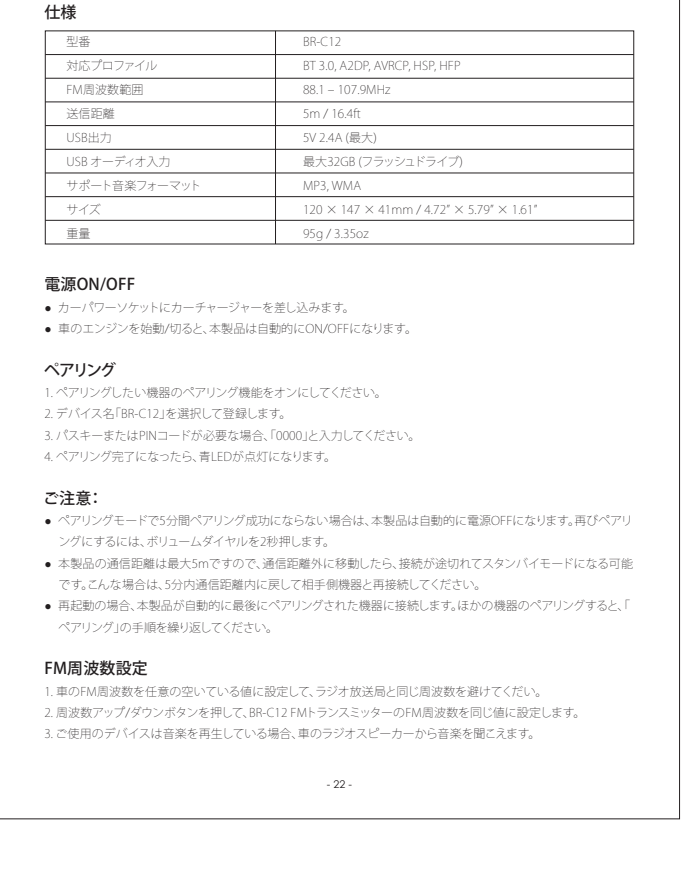 仕様
型番 BR-C12
対応プロファイル BT 3.0, A2DP, AVRCP, HSP, HFP
FM周波数範囲 88.1 – 107.9MHz
送信距離 5m / 16.4ft
USB出力 5V 2.4A (最大)
USB オーディオ入力 最大32GB (フラッシュドライブ)
サポート音楽フォーマット MP3, WMA
サイズ 120 × 147 × 41mm / 4.72" × 5.79" × 1.61"
重量 95g / 3.35oz
電源ON/OFF
● カーパワーソケットにカーチャージャーを差し込みます。
● 車のエンジンを始動/切ると、本製品は自動的にON/OFFになります。
ペアリング
1. ペアリングしたい機器のペアリング機能をオンにしてください。
2. デバイス名「BR-C12」を選択して登録します。
3. パスキーまたはPINコードが必要な場合、「0000」と入力してください。
4. ペアリング完了になったら、青LEDが点灯になります。
ご注意：
● ペアリングモードで5分間ペアリング成功にならない場合は、本製品は自動的に電源OFFになります。再びペアリ
ングにするには、ボリュームダイヤルを2秒押します。
● 本製品の通信距離は最大5mですので、通信距離外に移動したら、接続が途切れてスタンバイモードになる可能
です。こんな場合は、5分内通信距離内に戻して相手側機器と再接続してください。
● 再起動の場合、本製品が自動的に最後にペアリングされた機器に接続します。ほかの機器のペアリングすると、「
ペアリング」の手順を繰り返してください。
FM周波数設定
1. 車のFM周波数を任意の空いている値に設定して、ラジオ放送局と同じ周波数を避けてくだい。
2. 周波数アップ/ダウンボタンを押して、BR-C12 FMトランスミッターのFM周波数を同じ値に設定します。
3. ご使用のデバイスは音楽を再生している場合、車のラジオスピーカーから音楽を聞こえます。
- 22 -